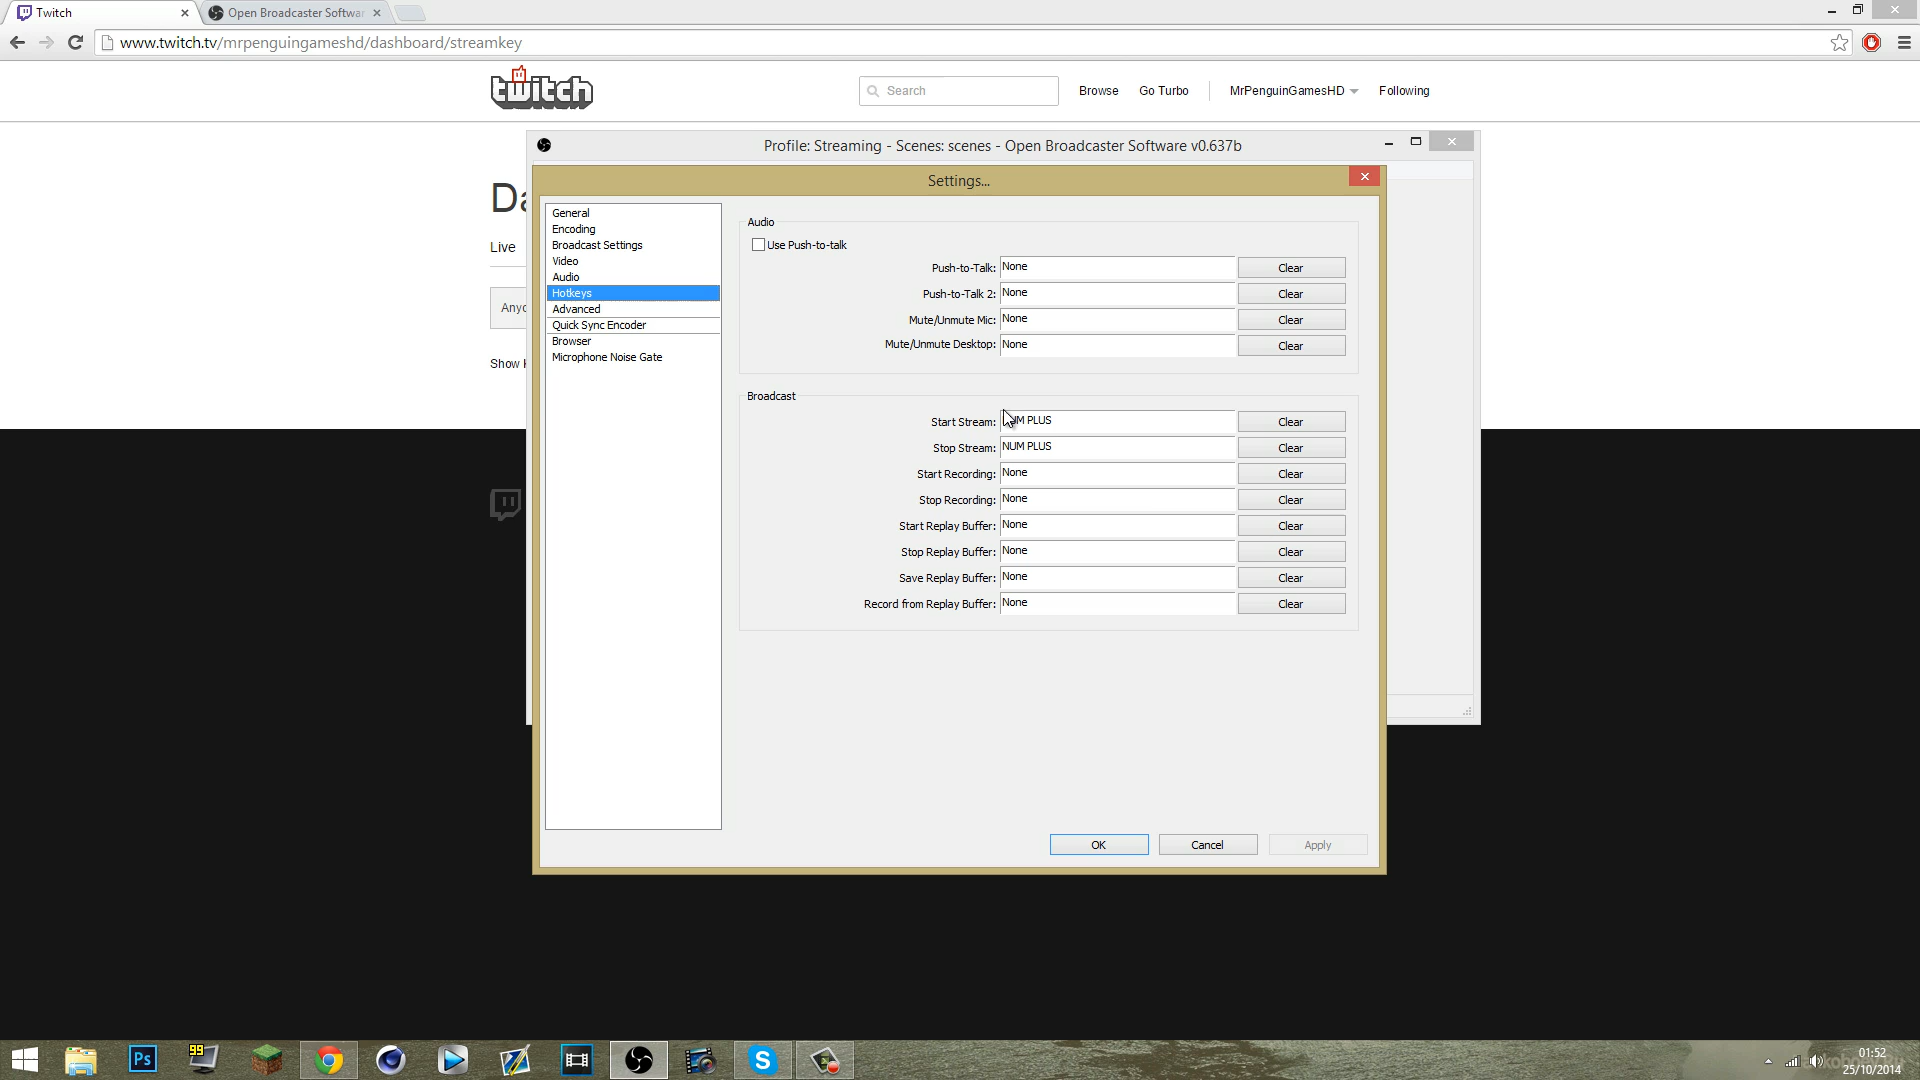 Twitch
Open Broadcaster Softwar
www.twitch.tv/mrpenguingameshd/dashboard/streamkey
twitch
Search
Browse
Go Turbo
MrPenguinGamesHD
Following
Profile: Streaming - Scenes: scenes - Open Broadcaster Software v0.637b
Settings...
Da
Live
Anyo
Show
General
Encoding
Broadcast Settings
Video
Audio
Hotkeys
Advanced
Quick Sync Encoder
Browser
Microphone Noise Gate
Audio
Use Push-to-talk
Push-to-Talk: None Clear
Push-to-Talk 2: None Clear
Mute/Unmute Mic: None Clear
Mute/Unmute Desktop: None Clear
Broadcast
Start Stream: NUM PLUS Clear
Stop Stream: NUM PLUS Clear
Start Recording: None Clear
Stop Recording: None Clear
Start Replay Buffer: None Clear
Stop Replay Buffer: None Clear
Save Replay Buffer: None Clear
Record from Replay Buffer: None Clear
OK
Cancel
Apply
Ps
99
01:52
25/10/2014